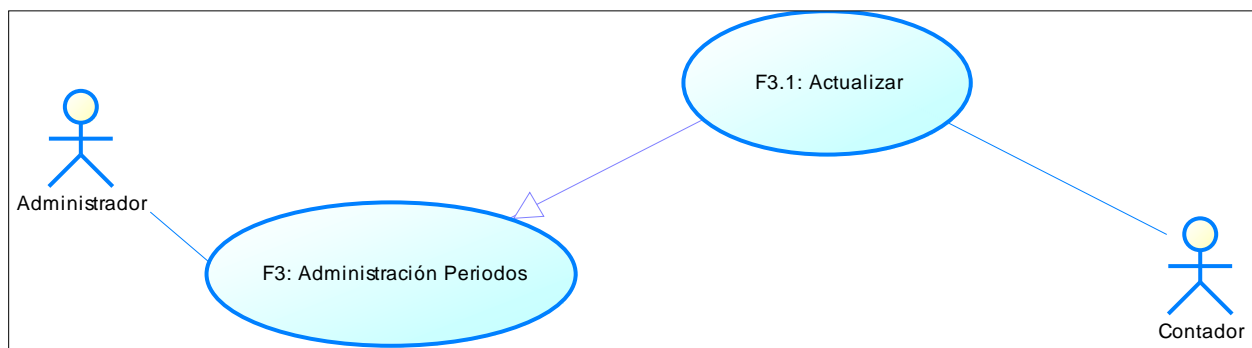 F3.1: Actualizar
Administrador
F3: Administración Periodos
Contador